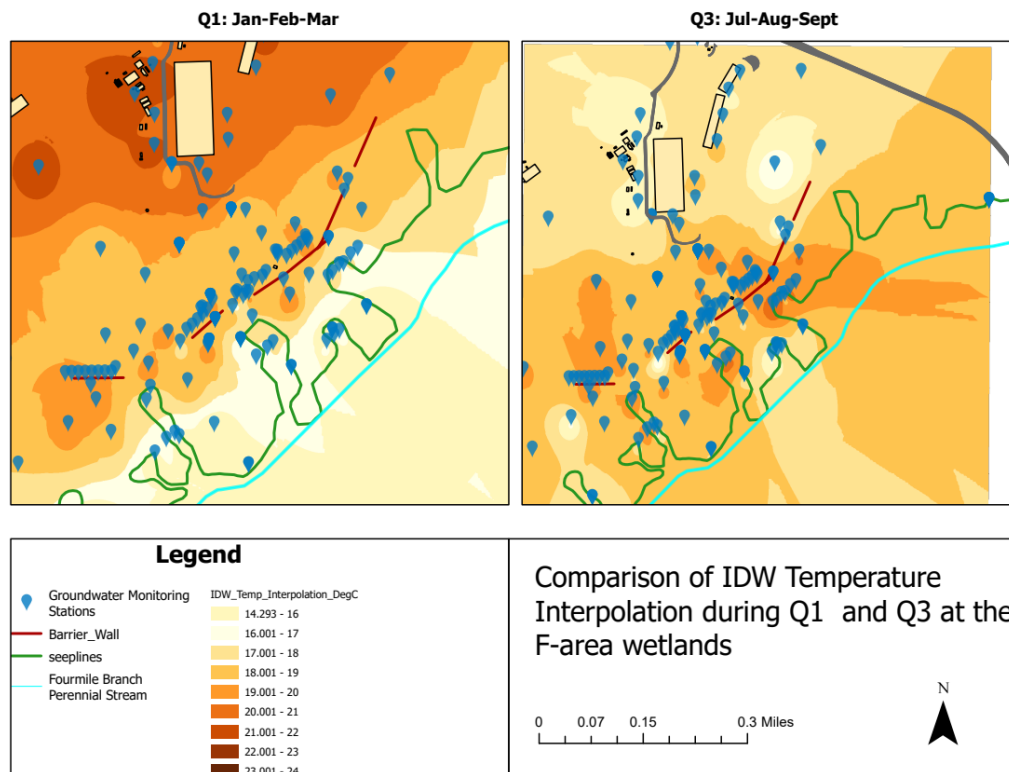 Q1: Jan-Feb-Mar
Q3: Jul-Aug-Sept
Legend
Groundwater Monitoring
Stations
Barrier_Wall
seeplines
Fourmile Branch
Perennial Stream
IDW_Temp_Interpolation_DegC
14.293 - 16
16.001 - 17
17.001 - 18
18.001 - 19
19.001 - 20
20.001 - 21
21.001 - 22
22.001 - 23
23.001 - 24
Comparison of IDW Temperature
Interpolation during Q1 and Q3 at the
F-area wetlands
0 0.07 0.15 0.3 Miles
N